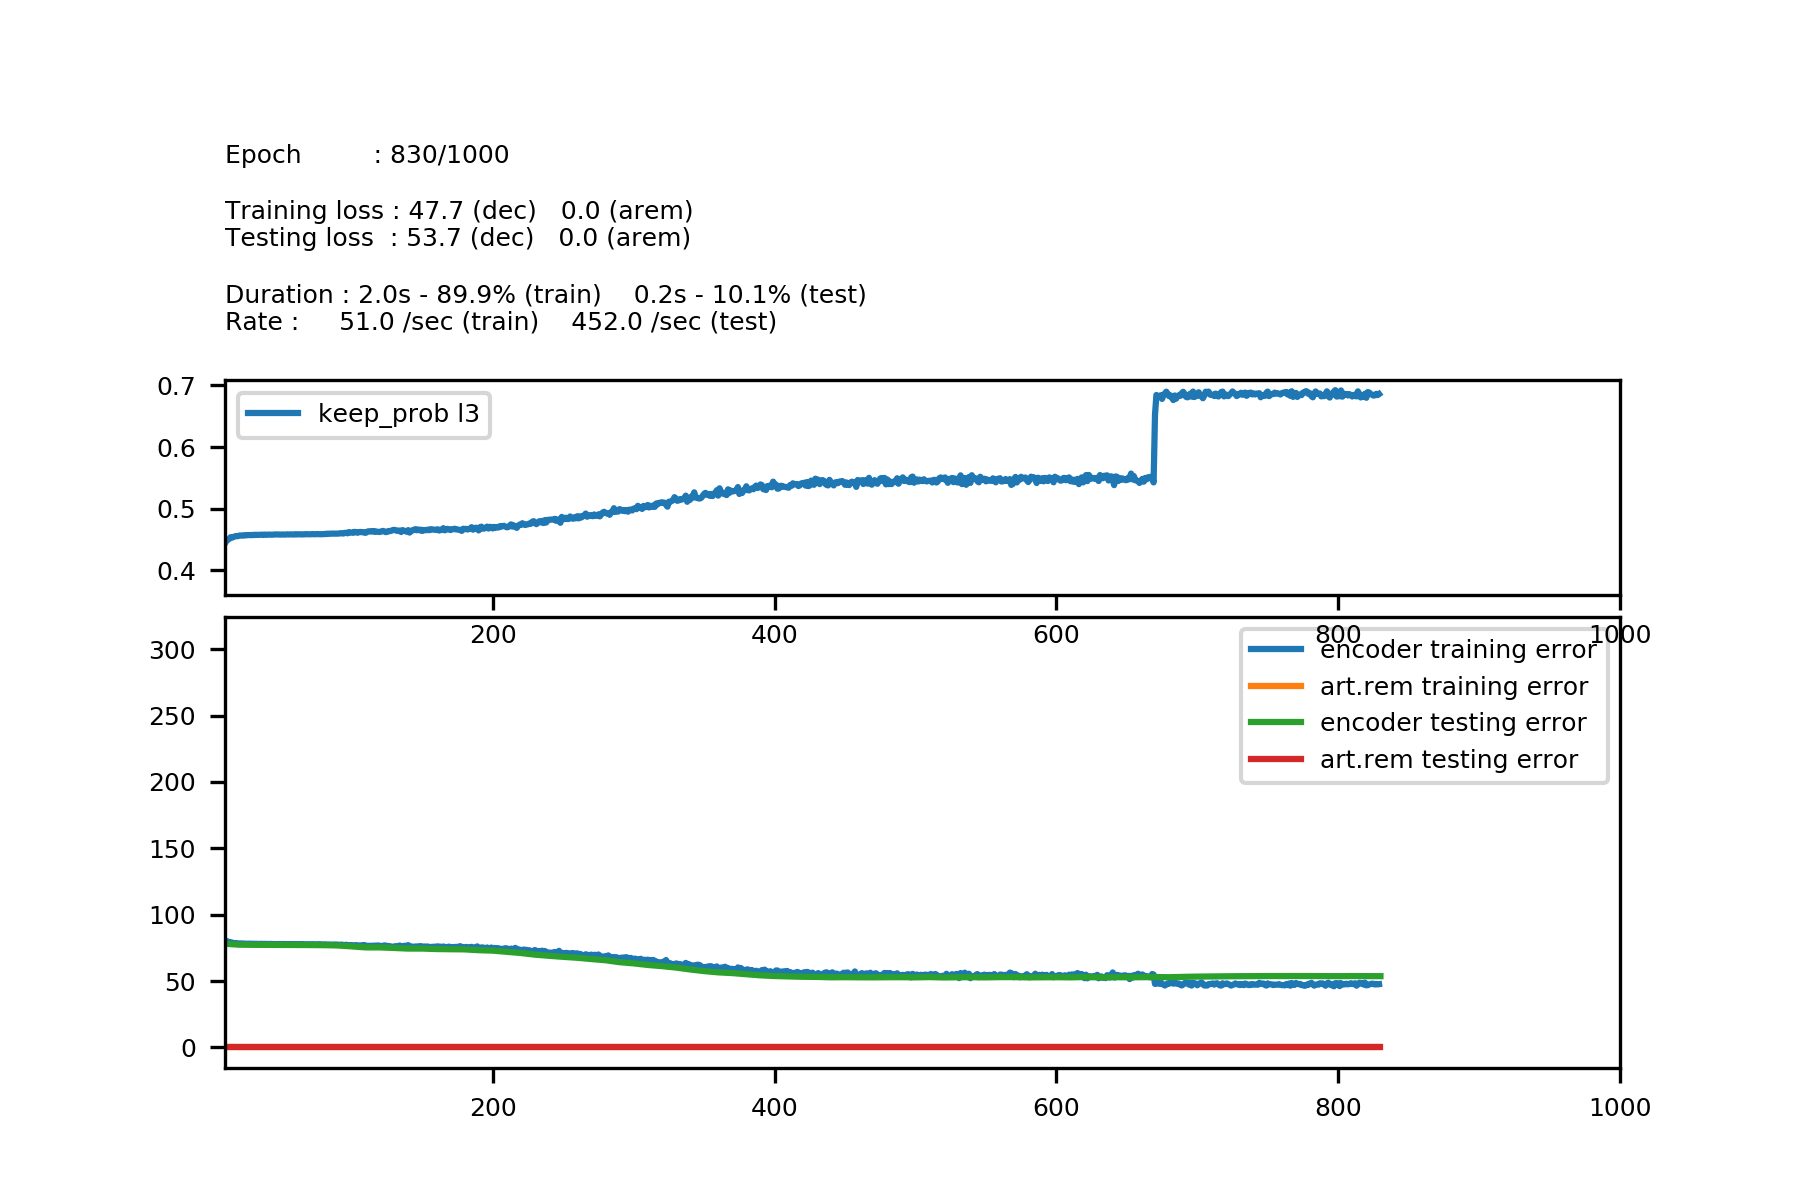 Epoch : 830/1000
Training loss : 47.7 (dec) 0.0 (arem)
Testing loss : 53.7 (dec) 0.0 (arem)
Duration : 2.0s - 89.9% (train) 0.2s - 10.1% (test)
Rate : 51.0 /sec (train) 452.0 /sec (test)
0.7
0.6
0.5
0.4
keep_prob l3
200 400 600 800 1000
300
250
200
150
100
50
0
encoder training error
art.rem training error
encoder testing error
art.rem testing error
200 400 600 800 1000